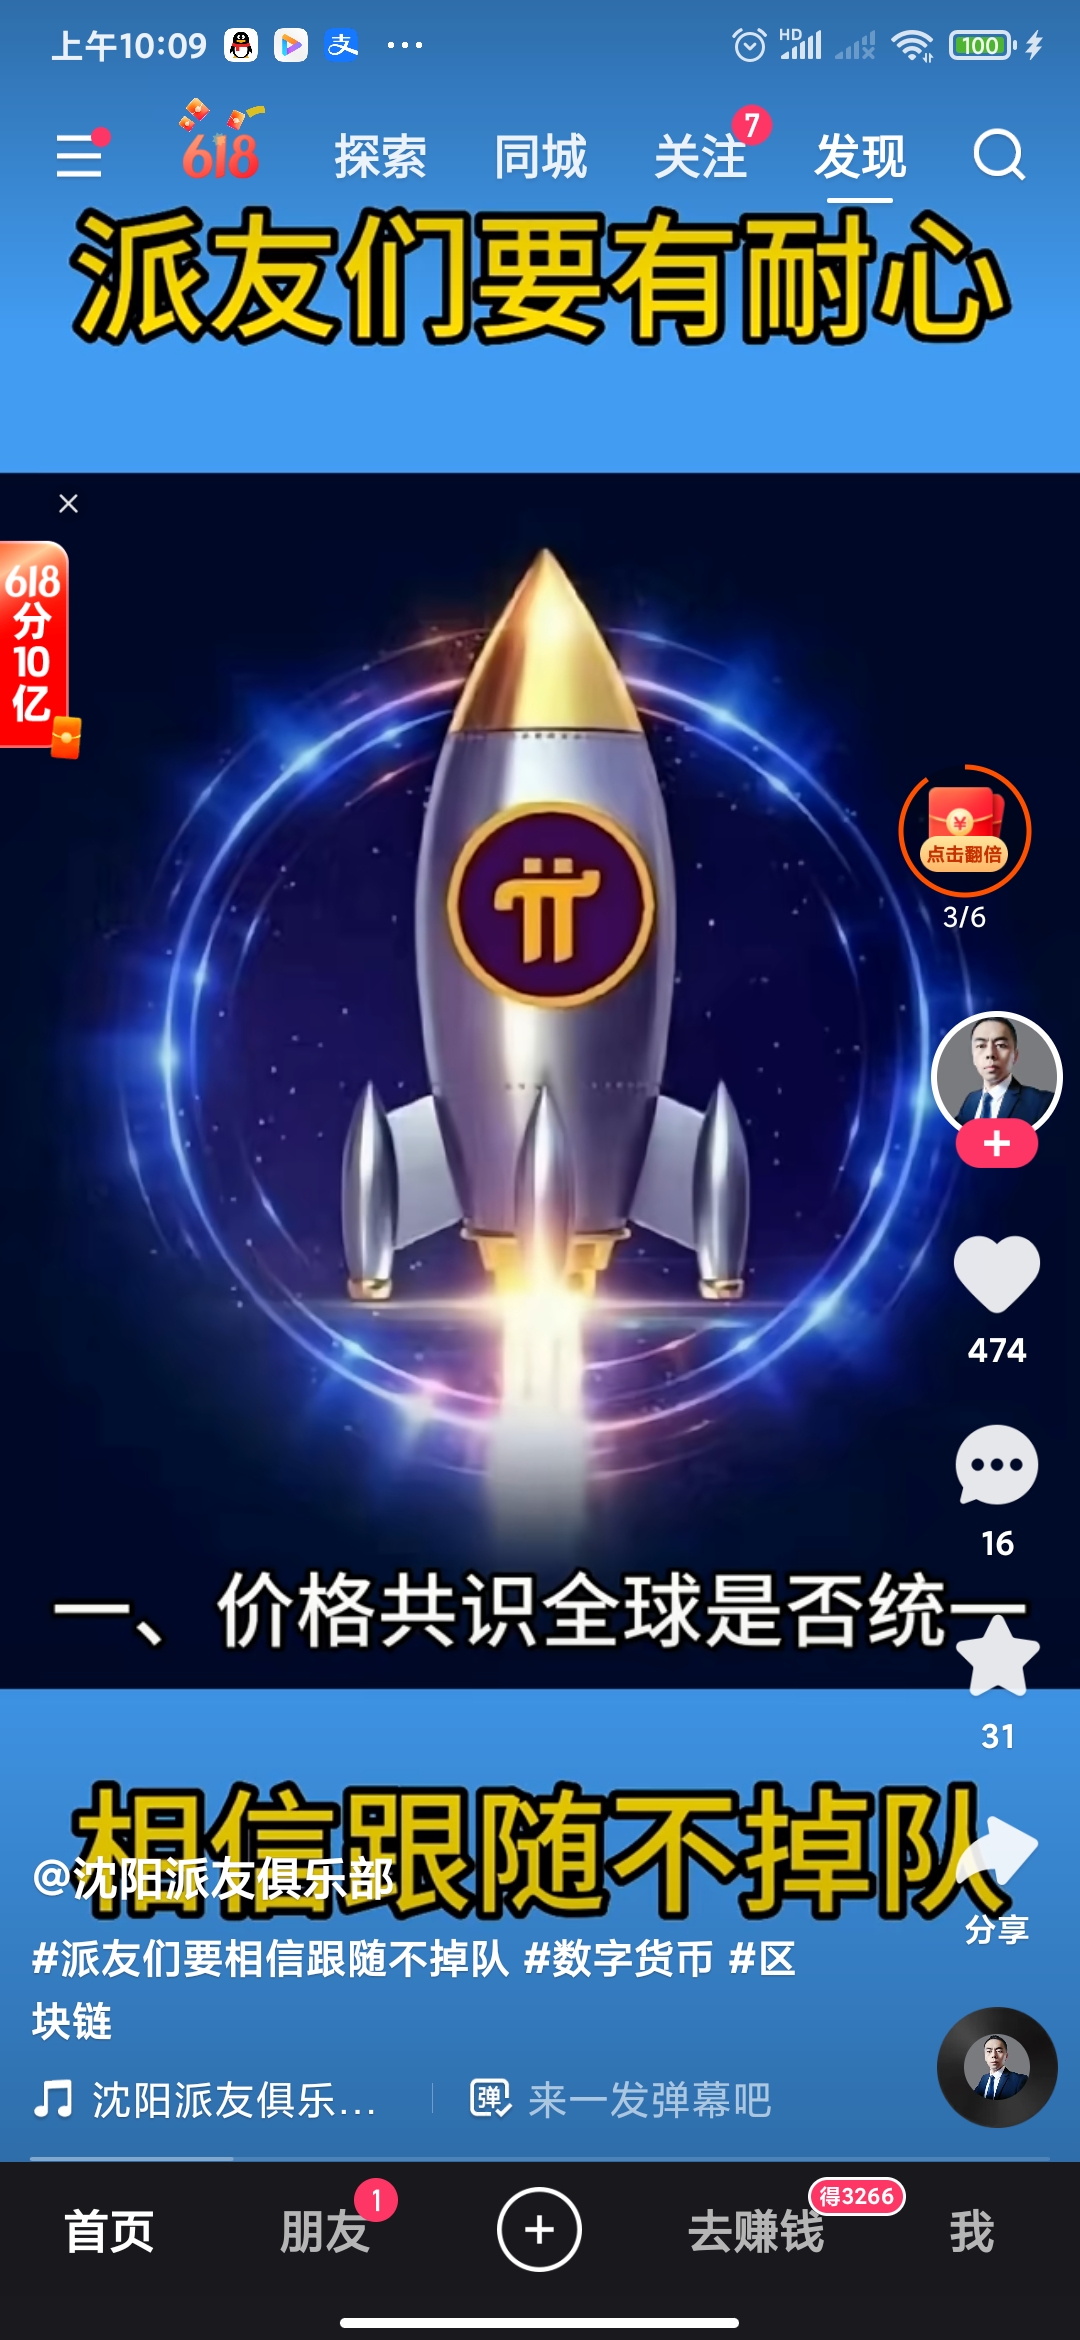 上午10:09
HD
100
618
探索
同城
关注
7
发现
派友们要有耐心
618
分
10
亿
点击翻倍
3/6
474
16
一、价格共识全球是否统一
31
相信跟随不掉队
@沈阳派友俱乐部
分享
#派友们要相信跟随不掉队 #数字货币 #区
块链
沈阳派友俱乐...
弹
来一发弹幕吧
首页
朋友
1
去赚钱
得3266
我